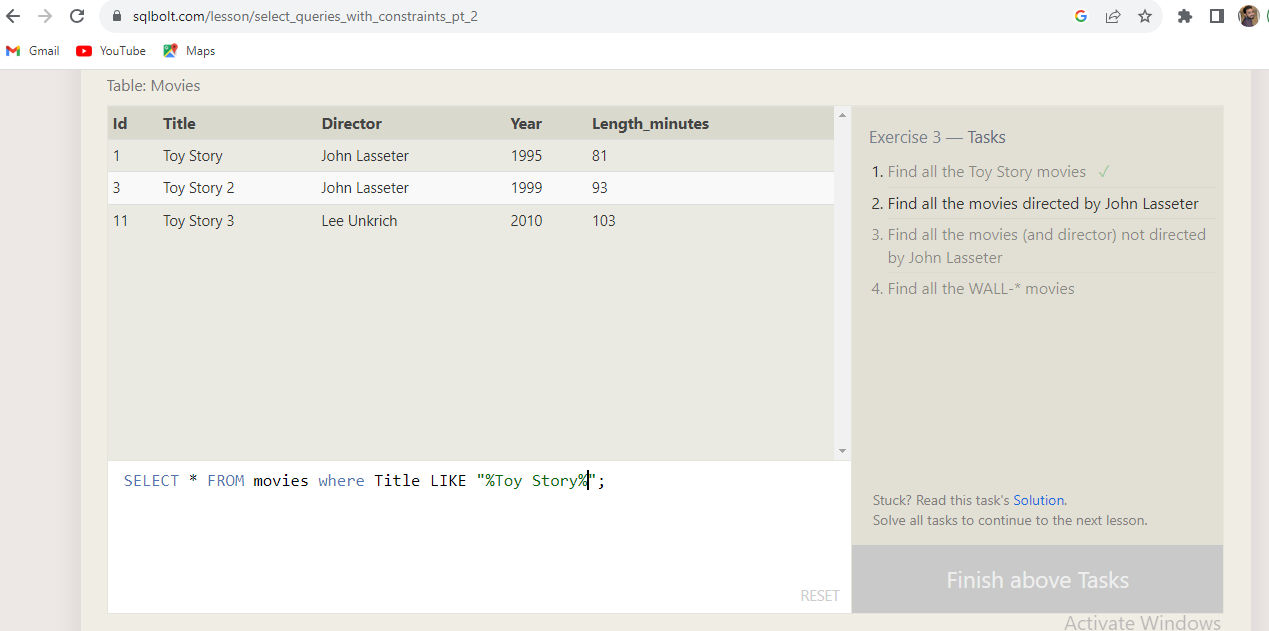 sqlbolt.com/lesson/select_queries_with_constraints_pt_2
Gmail YouTube Maps
Table: Movies
Id Title Director Year Length_minutes
1 Toy Story John Lasseter 1995 81
3 Toy Story 2 John Lasseter 1999 93
11 Toy Story 3 Lee Unkrich 2010 103
SELECT * FROM movies where Title LIKE "%Toy Story%";
RESET
Exercise 3 — Tasks
1. Find all the Toy Story movies ✓
2. Find all the movies directed by John Lasseter
3. Find all the movies (and director) not directed
by John Lasseter
4. Find all the WALL-* movies
Stuck? Read this task's Solution.
Solve all tasks to continue to the next lesson.
Finish above Tasks
Activate Windows